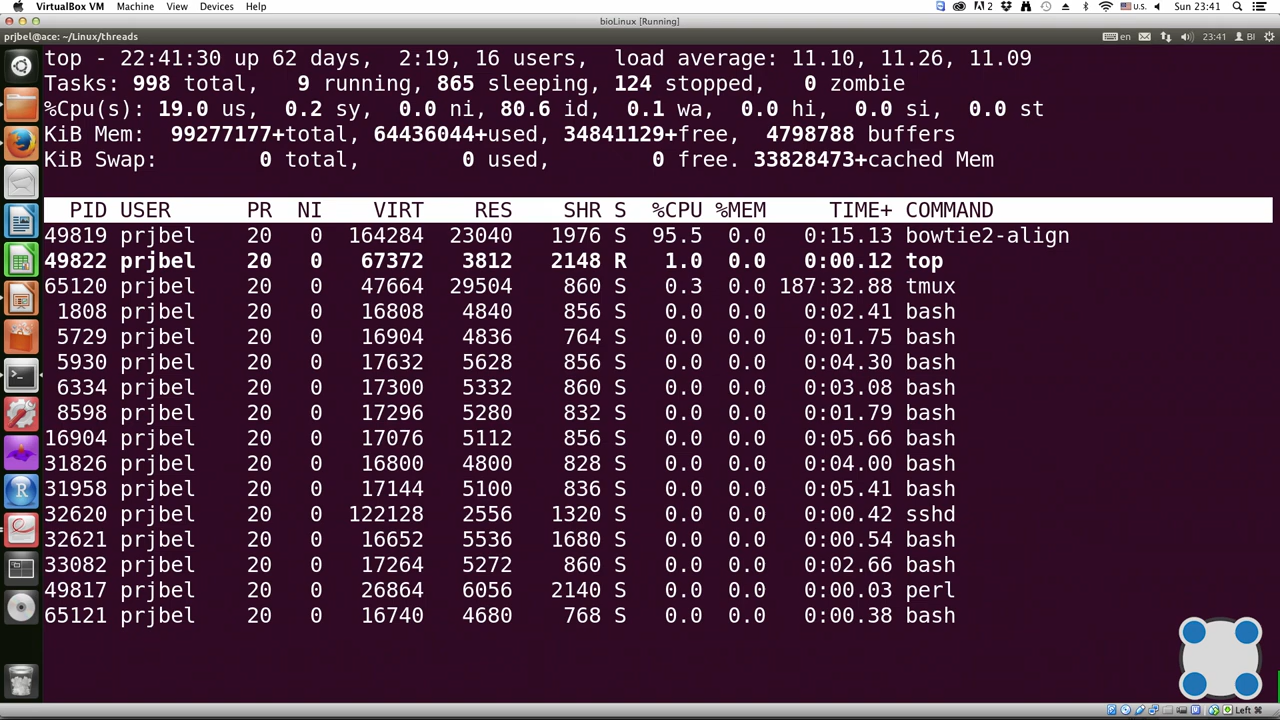 VirtualBox VM Machine View Devices Help 2 U.S. Sun 23:41
bioLinux [Running]
prjbel@ace: ~/Linux/threads en 23:41 BI
top - 22:41:30 up 62 days, 2:19, 16 users, load average: 11.10, 11.26, 11.09
Tasks: 998 total, 9 running, 865 sleeping, 124 stopped, 0 zombie
%Cpu(s): 19.0 us, 0.2 sy, 0.0 ni, 80.6 id, 0.1 wa, 0.0 hi, 0.0 si, 0.0 st
KiB Mem: 99277177+total, 64436044+used, 34841129+free, 4798788 buffers
KiB Swap: 0 total, 0 used, 0 free. 33828473+cached Mem
PID USER PR NI VIRT RES SHR S %CPU %MEM TIME+ COMMAND
49819 prjbel 20 0 164284 23040 1976 S 95.5 0.0 0:15.13 bowtie2-align
49822 prjbel 20 0 67372 3812 2148 R 1.0 0.0 0:00.12 top
65120 prjbel 20 0 47664 29504 860 S 0.3 0.0 187:32.88 tmux
1808 prjbel 20 0 16808 4840 856 S 0.0 0.0 0:02.41 bash
5729 prjbel 20 0 16904 4836 764 S 0.0 0.0 0:01.75 bash
5930 prjbel 20 0 17632 5628 856 S 0.0 0.0 0:04.30 bash
6334 prjbel 20 0 17300 5332 860 S 0.0 0.0 0:03.08 bash
8598 prjbel 20 0 17296 5280 832 S 0.0 0.0 0:01.79 bash
16904 prjbel 20 0 17076 5112 856 S 0.0 0.0 0:05.66 bash
31826 prjbel 20 0 16800 4800 828 S 0.0 0.0 0:04.00 bash
31958 prjbel 20 0 17144 5100 836 S 0.0 0.0 0:05.41 bash
32620 prjbel 20 0 122128 2556 1320 S 0.0 0.0 0:00.42 sshd
32621 prjbel 20 0 16652 5536 1680 S 0.0 0.0 0:00.54 bash
33082 prjbel 20 0 17264 5272 860 S 0.0 0.0 0:02.66 bash
49817 prjbel 20 0 26864 6056 2140 S 0.0 0.0 0:00.03 perl
65121 prjbel 20 0 16740 4680 768 S 0.0 0.0 0:00.38 bash
R
Left ⌘